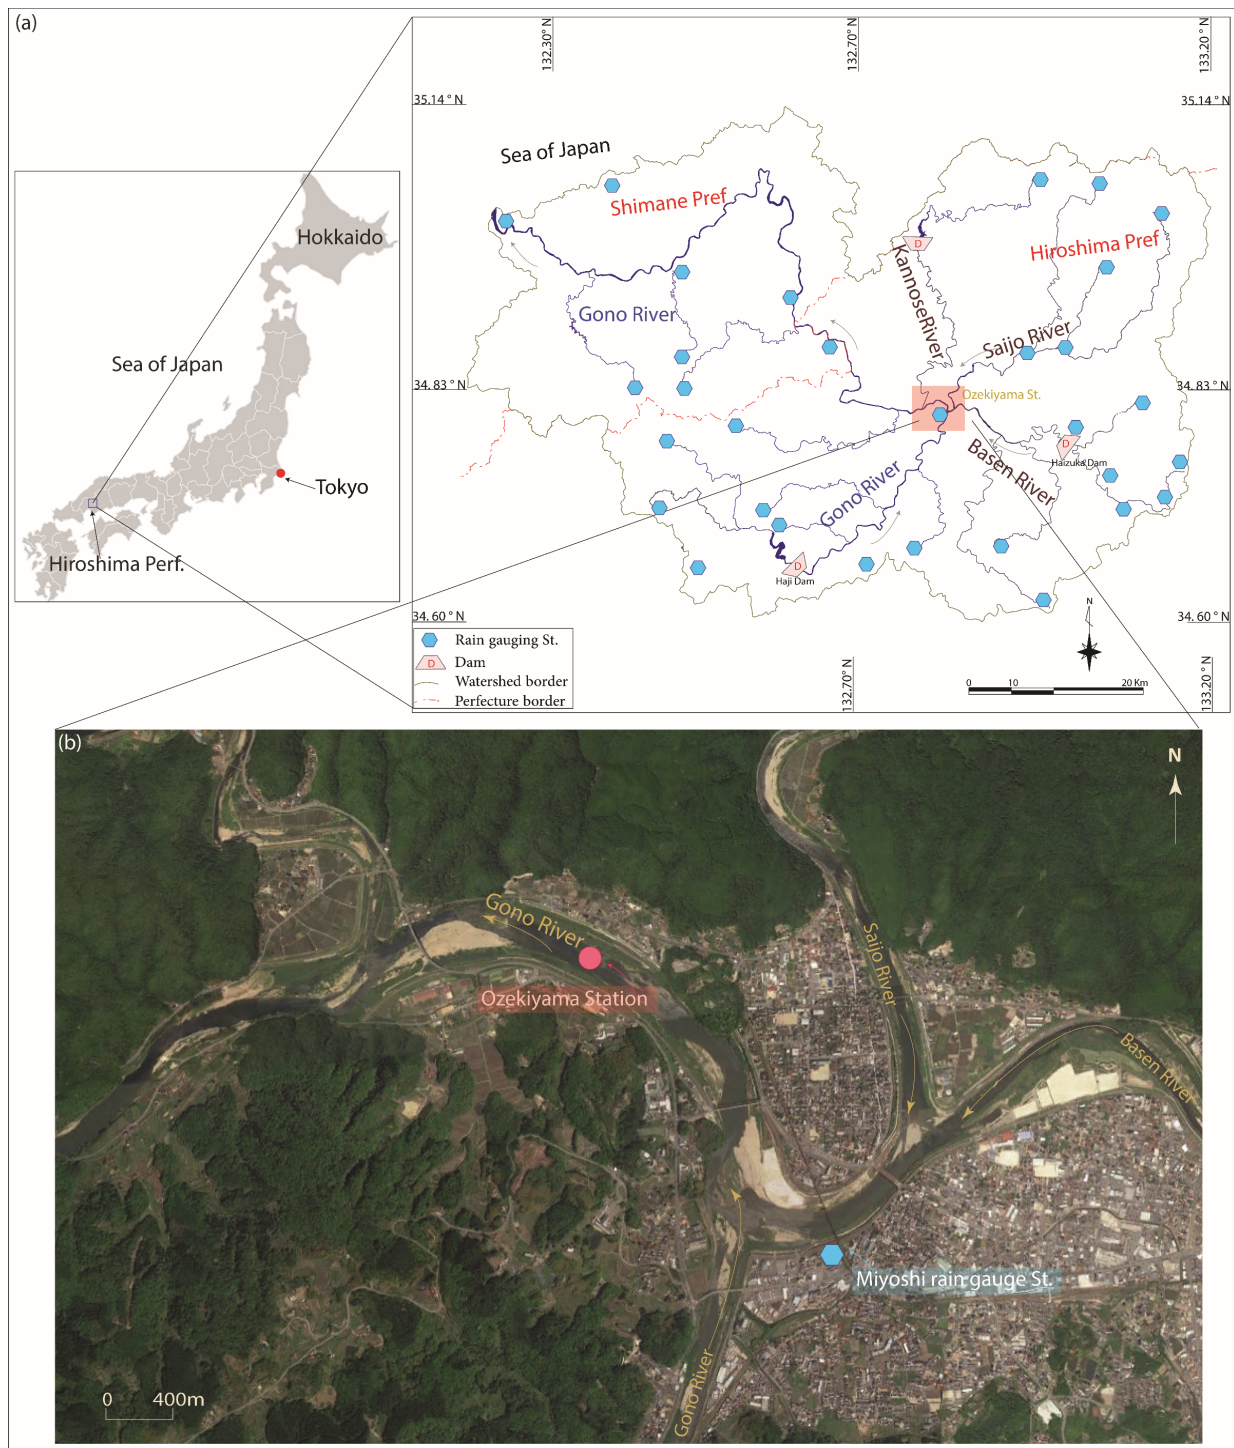 (a)
132.30° N
132.70° N
133.20° N
35.14° N
35.14° N
Sea of Japan
Shimane Pref
Hiroshima Pref
Hokkaido
D
KannoseRiver
Gono River
Saijo River
Sea of Japan
34.83° N
34.83° N
Ozekiyama St.
D
Haizuka Dam
Basen River
Gono River
Tokyo
Hiroshima Perf.
D
Haji Dam
34.60° N
34.60° N
N
Rain gauging St.
D
Dam
Watershed border
Perfecture border
132.70° N
133.20° N
0 10 20 Km
(b)
N
Gono River
Saijo River
Ozekiyama Station
Basen River
Miyoshi rain gauge St.
Gono River
0 400m